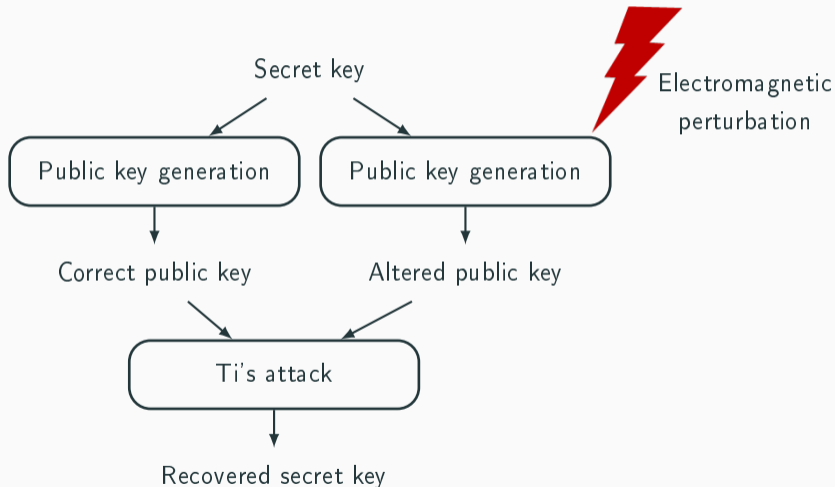 Secret key
Electromagnetic
perturbation
Public key generation
Public key generation
Correct public key
Altered public key
Ti's attack
Recovered secret key